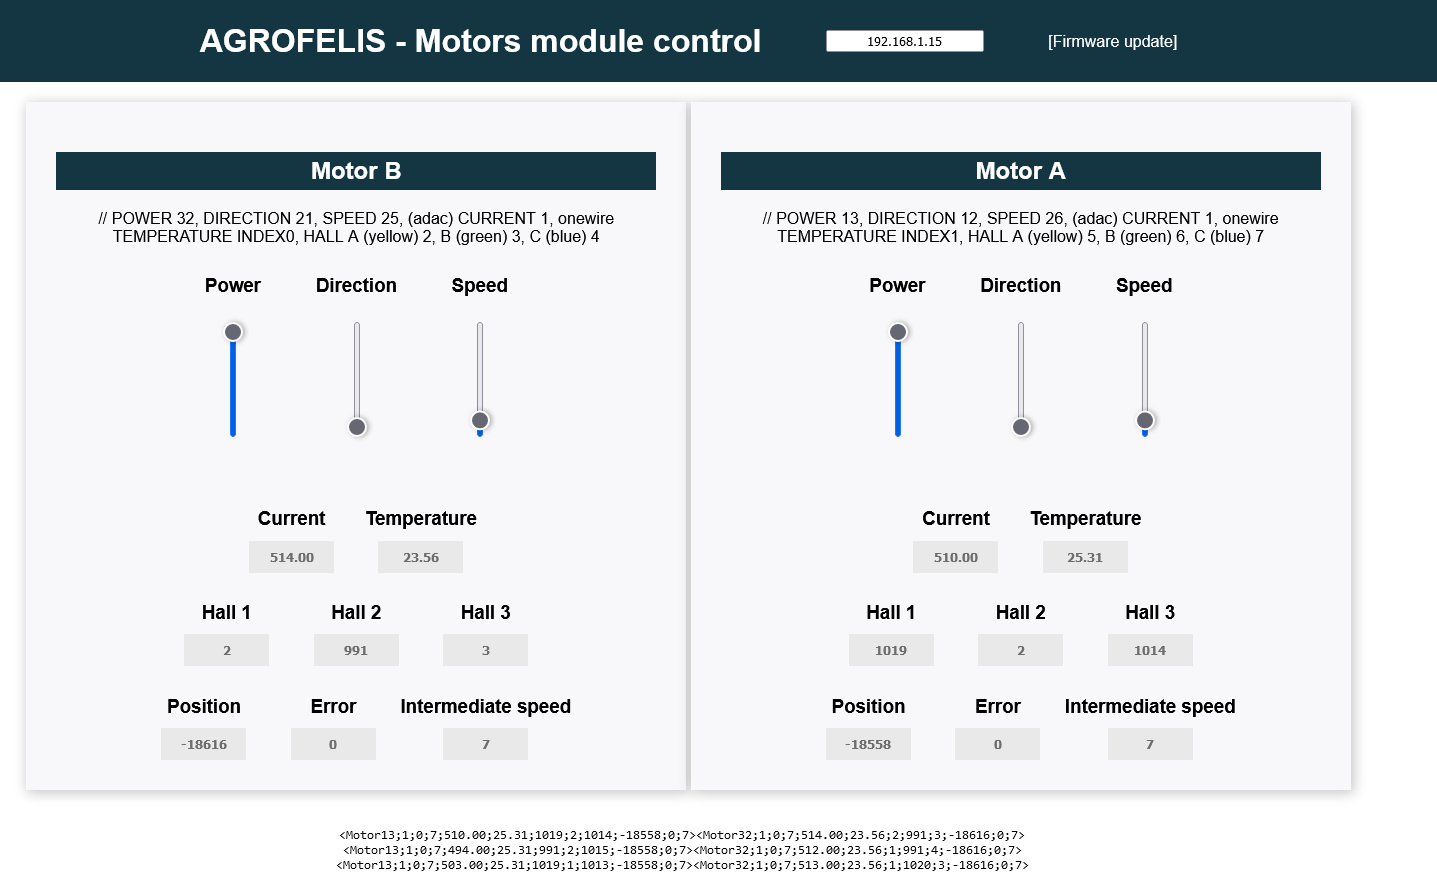 AGROFELIS - Motors module control
192.168.1.15
[Firmware update]
Motor B
// POWER 32, DIRECTION 21, SPEED 25, (adac) CURRENT 1, onewire
TEMPERATURE INDEX0, HALL A (yellow) 2, B (green) 3, C (blue) 4
Power Direction Speed
Current Temperature
514.00 23.56
Hall 1 Hall 2 Hall 3
2 991 3
Position Error Intermediate speed
-18616 0 7
Motor A
// POWER 13, DIRECTION 12, SPEED 26, (adac) CURRENT 1, onewire
TEMPERATURE INDEX1, HALL A (yellow) 5, B (green) 6, C (blue) 7
Power Direction Speed
Current Temperature
510.00 25.31
Hall 1 Hall 2 Hall 3
1019 2 1014
Position Error Intermediate speed
-18558 0 7
<Motor13;1;0;7;510.00;25.31;1019;2;1014;-18558;0;7><Motor32;1;0;7;514.00;23.56;2;991;3;-18616;0;7>
<Motor13;1;0;7;494.00;25.31;991;2;1015;-18558;0;7><Motor32;1;0;7;512.00;23.56;1;991;4;-18616;0;7>
<Motor13;1;0;7;503.00;25.31;1019;1;1013;-18558;0;7><Motor32;1;0;7;513.00;23.56;1;1020;3;-18616;0;7>